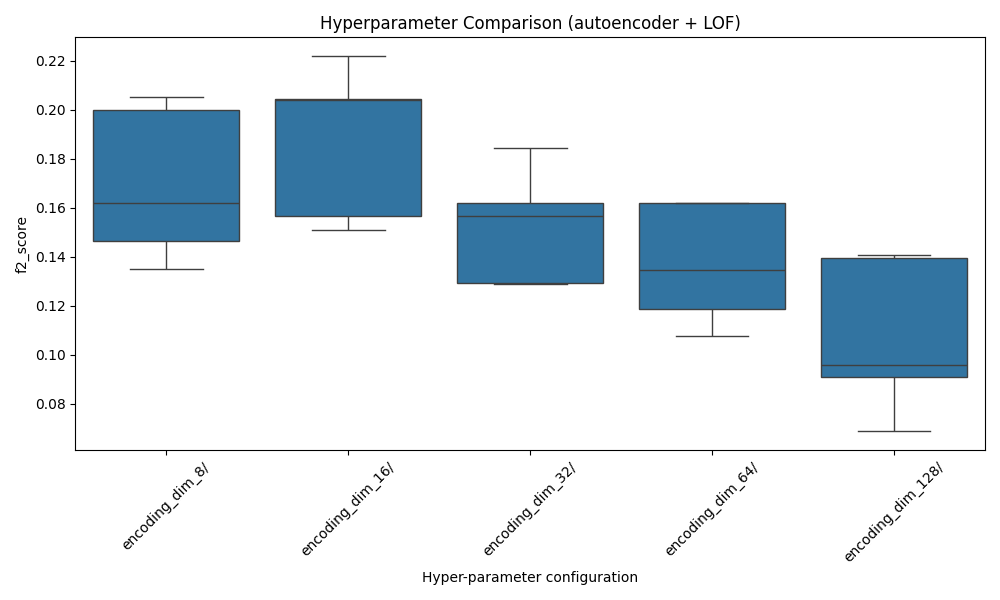 Hyperparameter Comparison (autoencoder + LOF)
f2_score
0.22
0.20
0.18
0.16
0.14
0.12
0.10
0.08
encoding_dim_8/
encoding_dim_16/
encoding_dim_32/
encoding_dim_64/
encoding_dim_128/
Hyper-parameter configuration